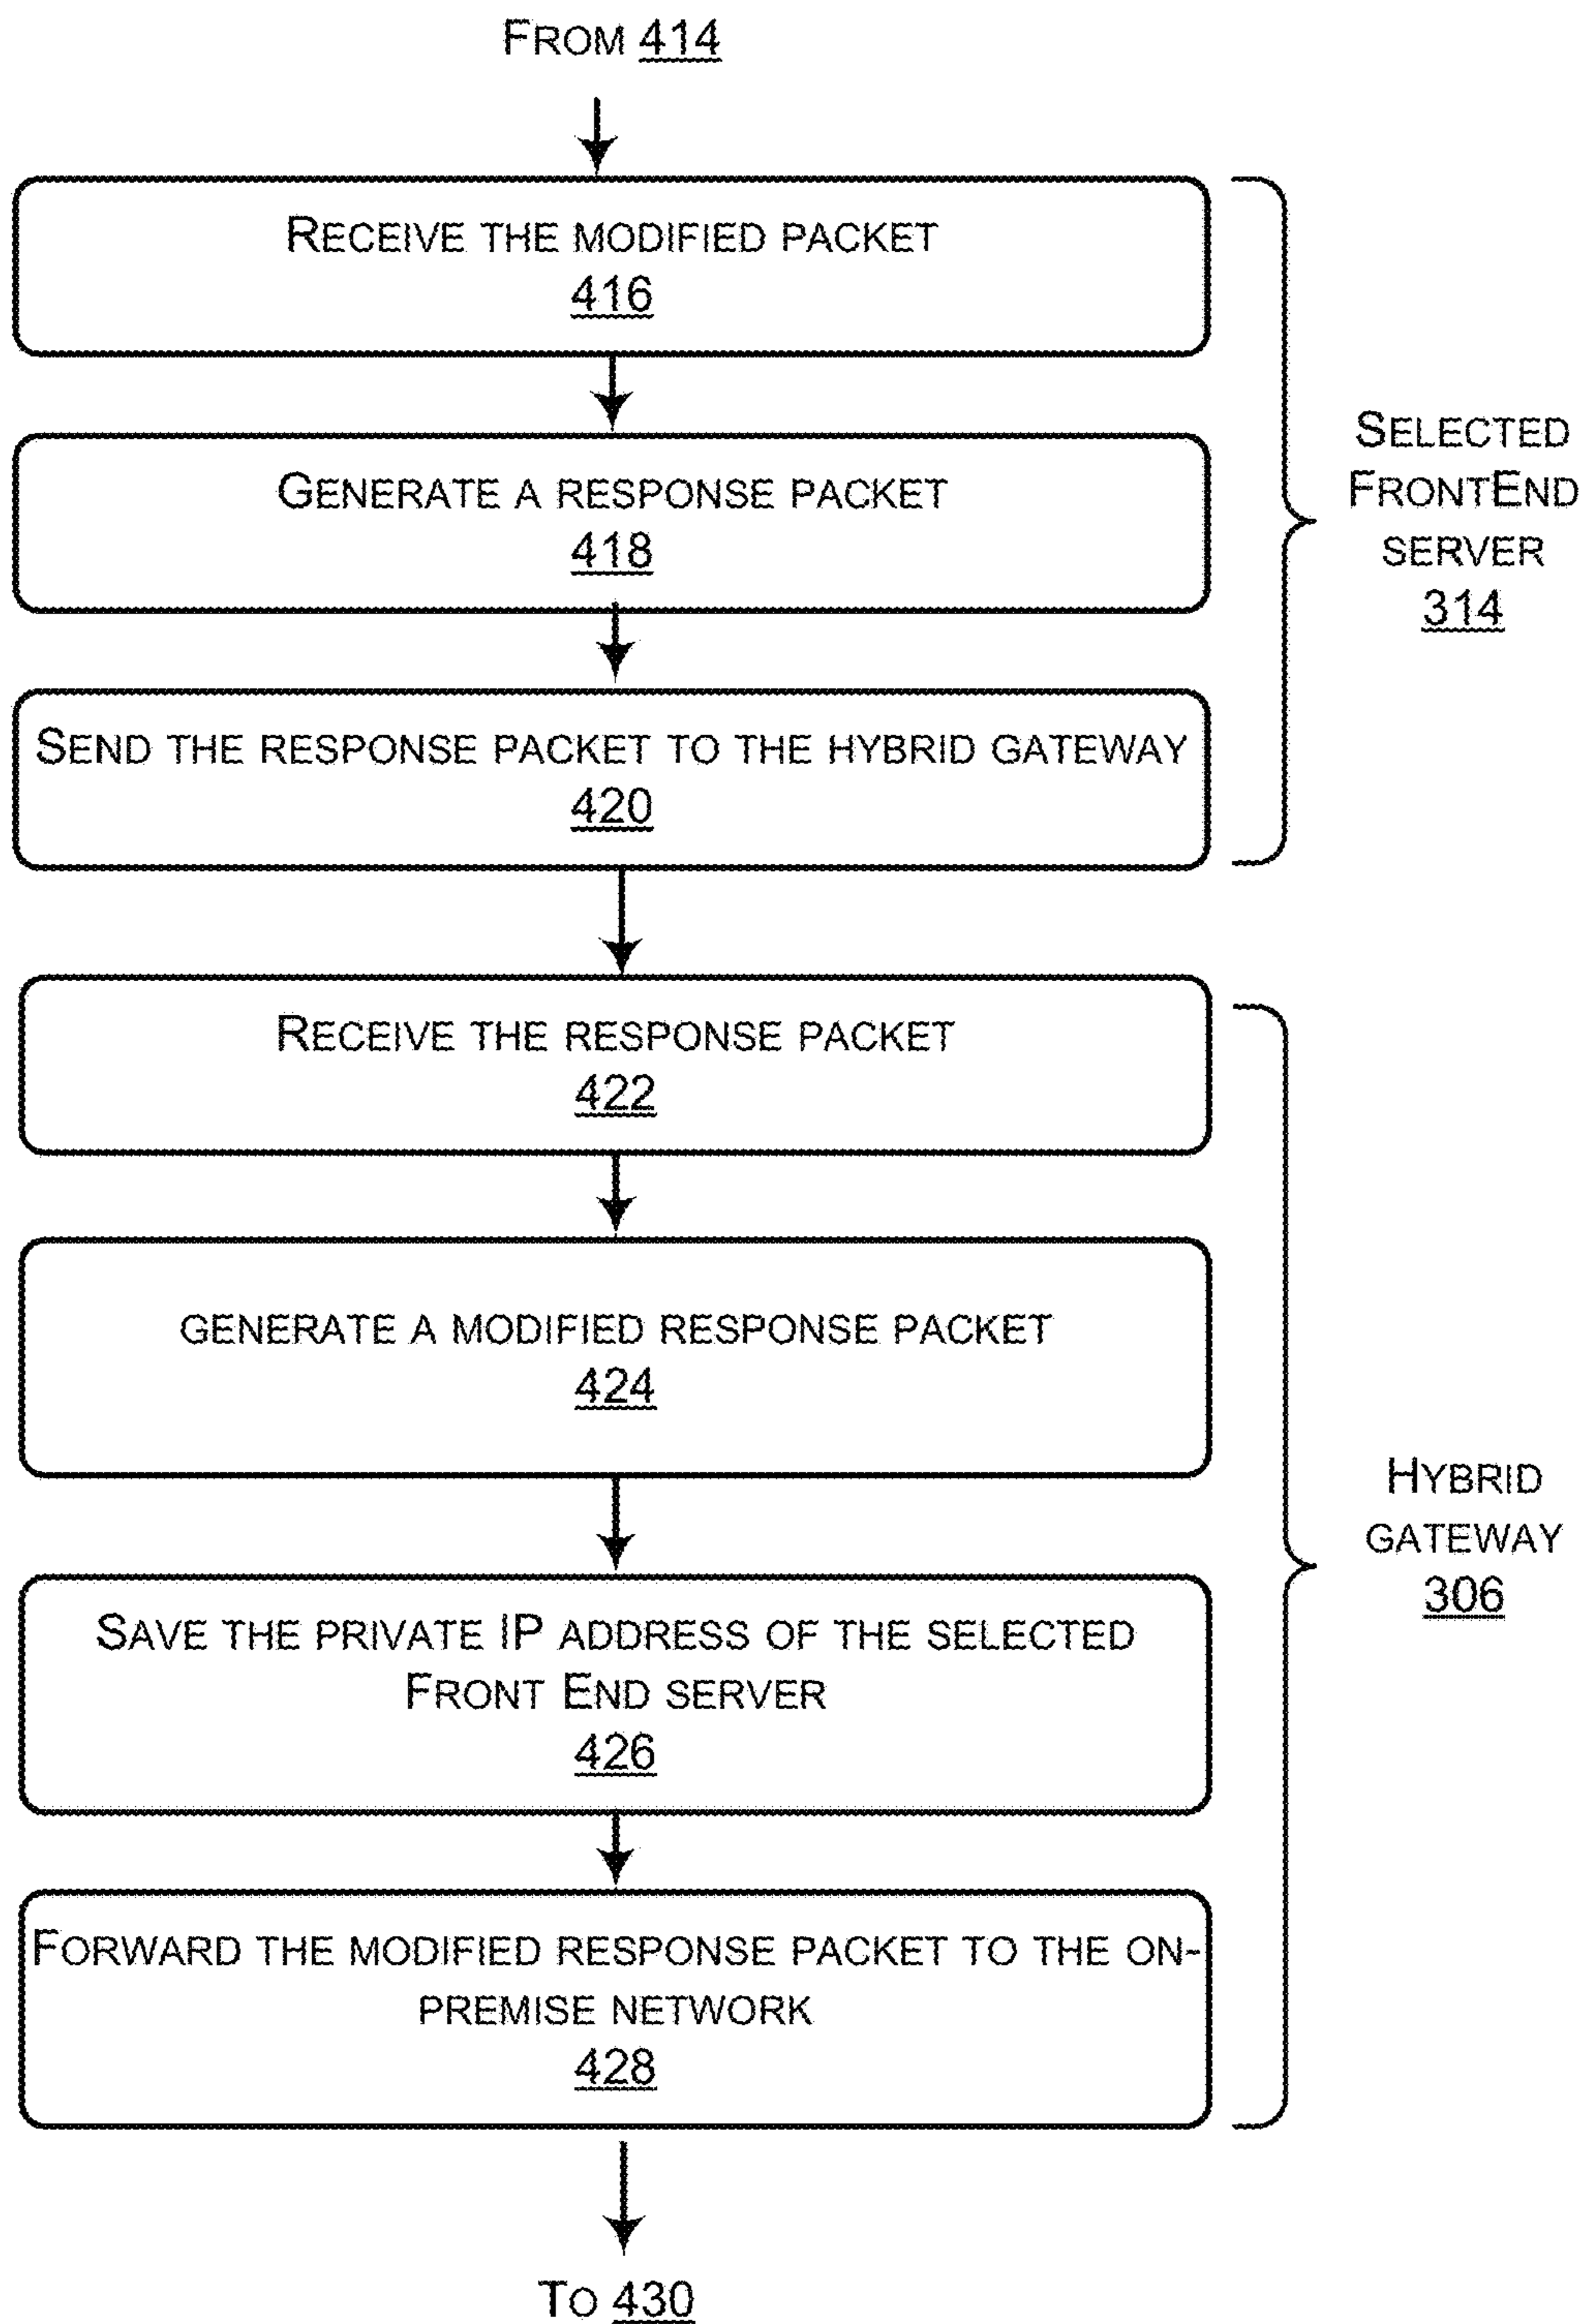 FROM 414
RECEIVE THE MODIFIED PACKET
416
GENERATE A RESPONSE PACKET
418
SEND THE RESPONSE PACKET TO THE HYBRID GATEWAY
420
SELECTED
FRONTEND
SERVER
314
RECEIVE THE RESPONSE PACKET
422
GENERATE A MODIFIED RESPONSE PACKET
424
SAVE THE PRIVATE IP ADDRESS OF THE SELECTED
FRONT END SERVER
426
FORWARD THE MODIFIED RESPONSE PACKET TO THE ON-
PREMISE NETWORK
428
HYBRID
GATEWAY
306
TO 430